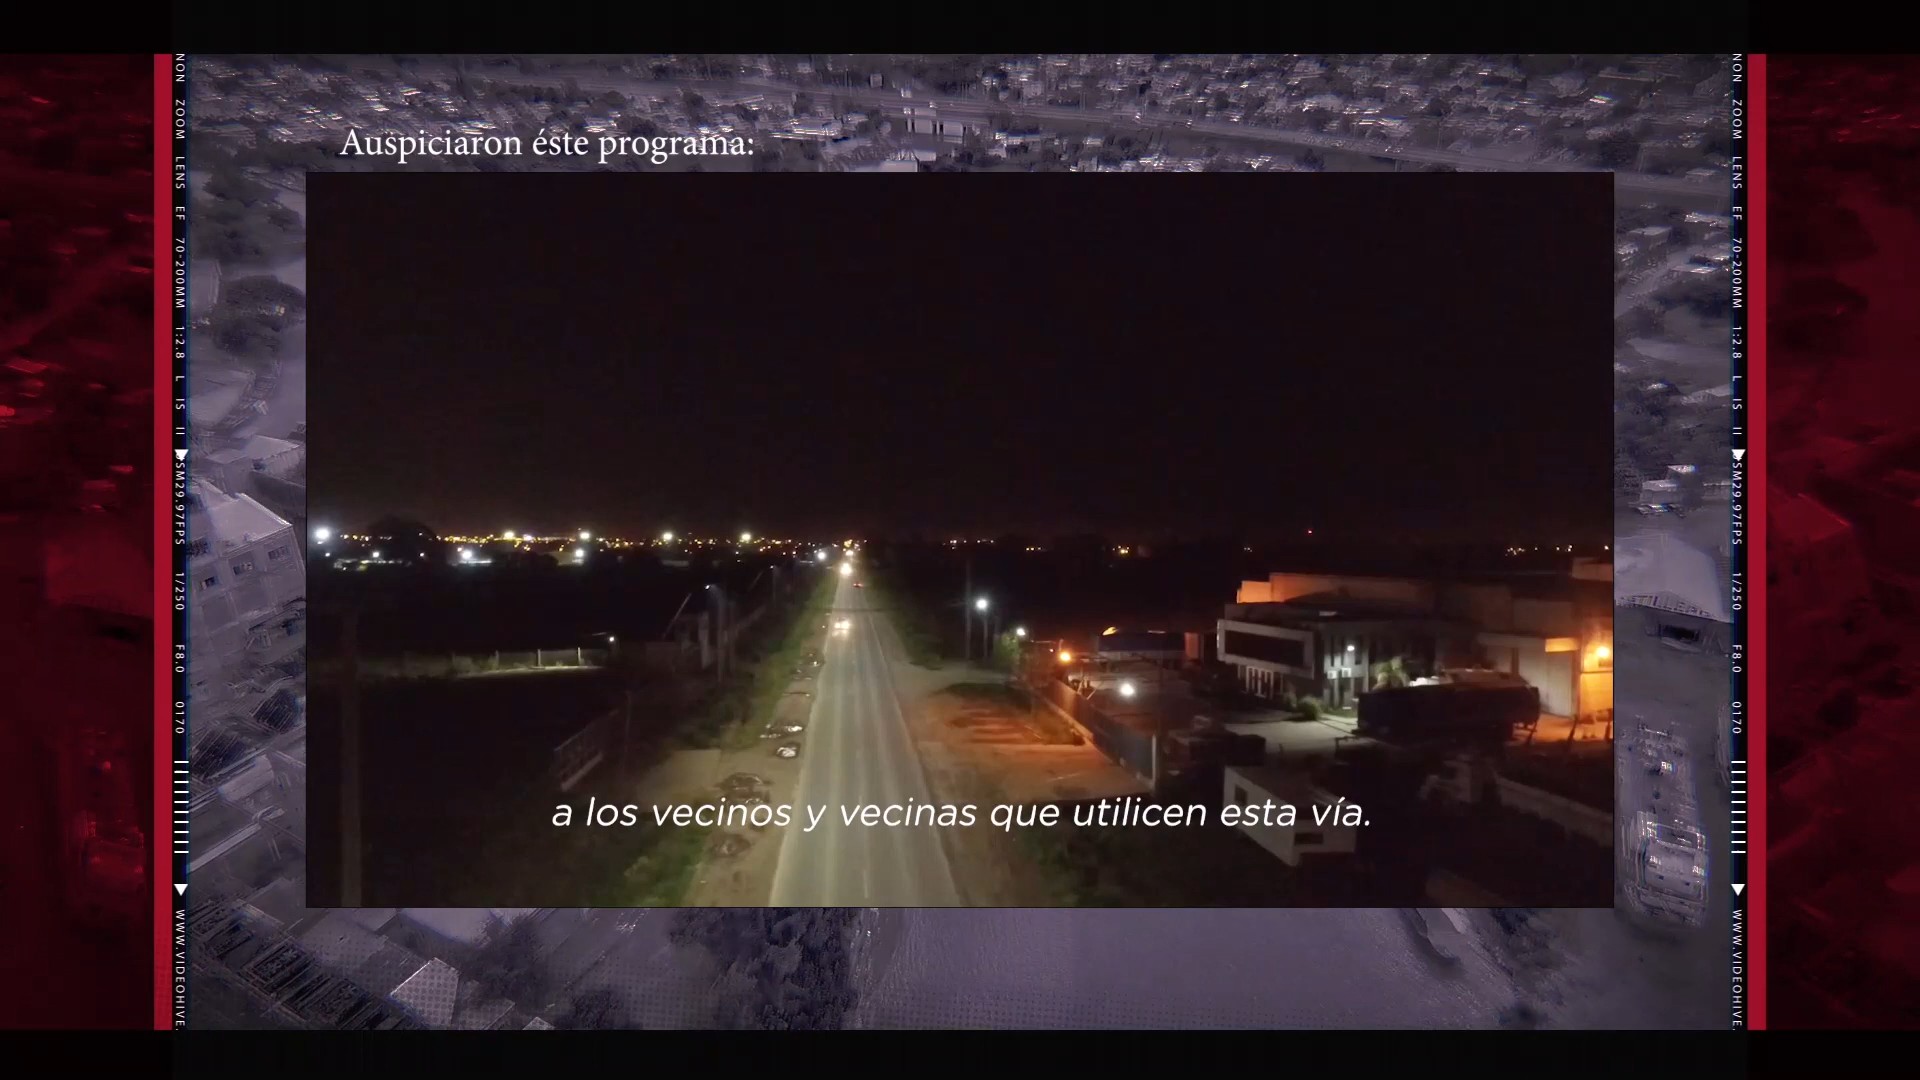 Auspiciaron éste programa:
a los vecinos y vecinas que utilicen esta vía.
NON ZOOM LENS EF 70-200MM 1:2.8 L IS II USM29.97FPS 1/250 F8.0 0170 WWW.VIDEOHIVE.
NON ZOOM LENS EF 70-200MM 1:2.8 L IS II USM29.97FPS 1/250 F8.0 0170 WWW.VIDEOHIVE.